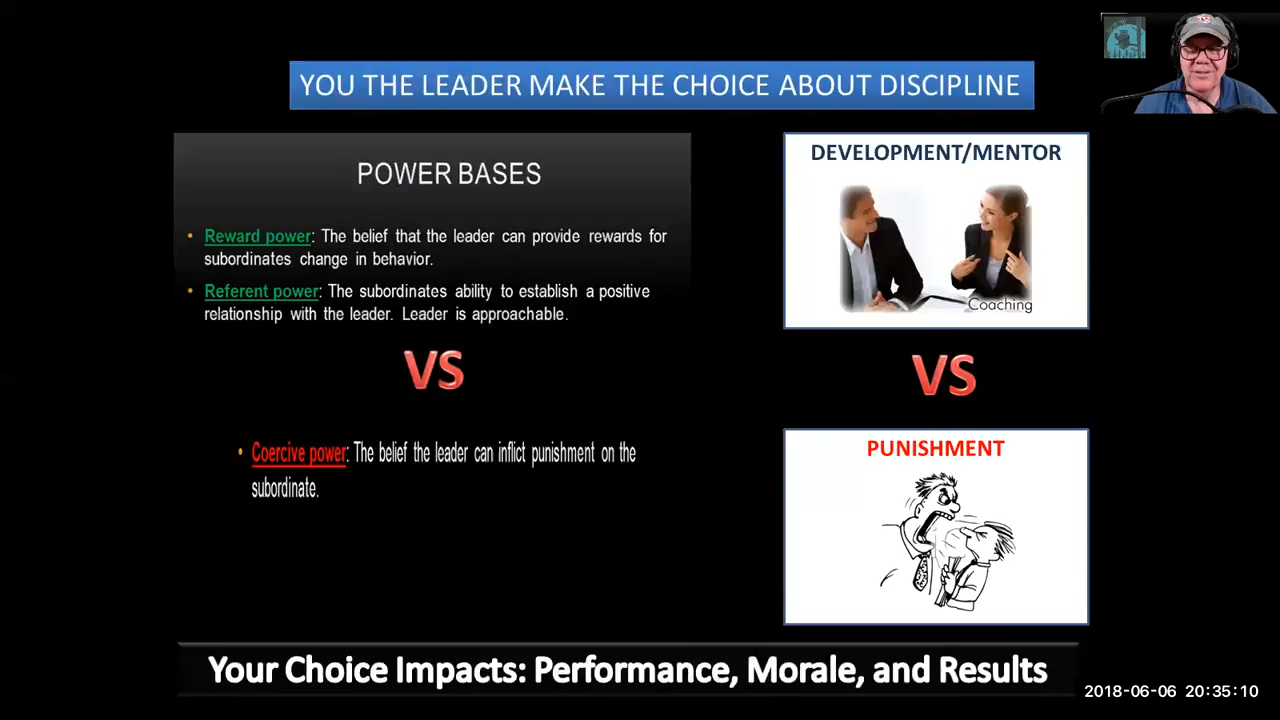 YOU THE LEADER MAKE THE CHOICE ABOUT DISCIPLINE
POWER BASES
• Reward power: The belief that the leader can provide rewards for
subordinates change in behavior.
• Referent power: The subordinates ability to establish a positive
relationship with the leader. Leader is approachable.
VS
• Coercive power: The belief the leader can inflict punishment on the
subordinate.
DEVELOPMENT/MENTOR
Coaching
VS
PUNISHMENT
Your Choice Impacts: Performance, Morale, and Results
2018-06-06 20:35:10